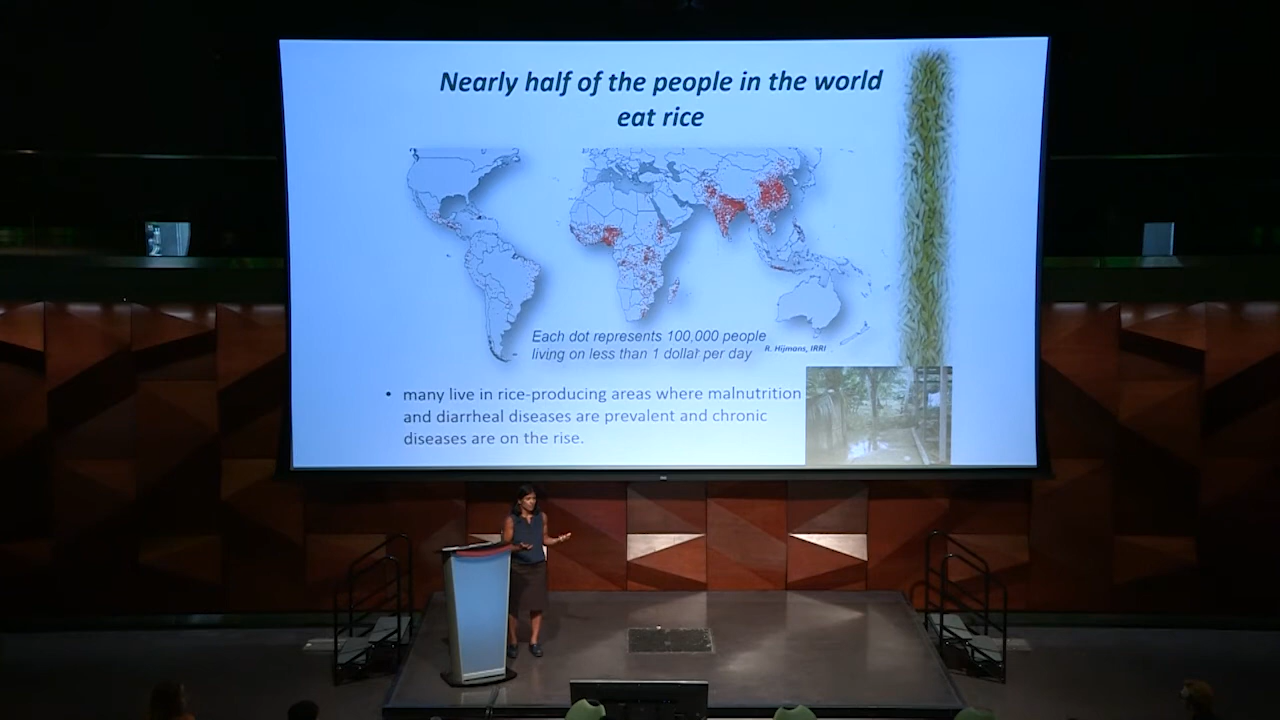 Nearly half of the people in the world
eat rice
Each dot represents 100,000 people
living on less than 1 dollar per day
R. Hijmans, IRRI
• many live in rice-producing areas where malnutrition
and diarrheal diseases are prevalent and chronic
diseases are on the rise.